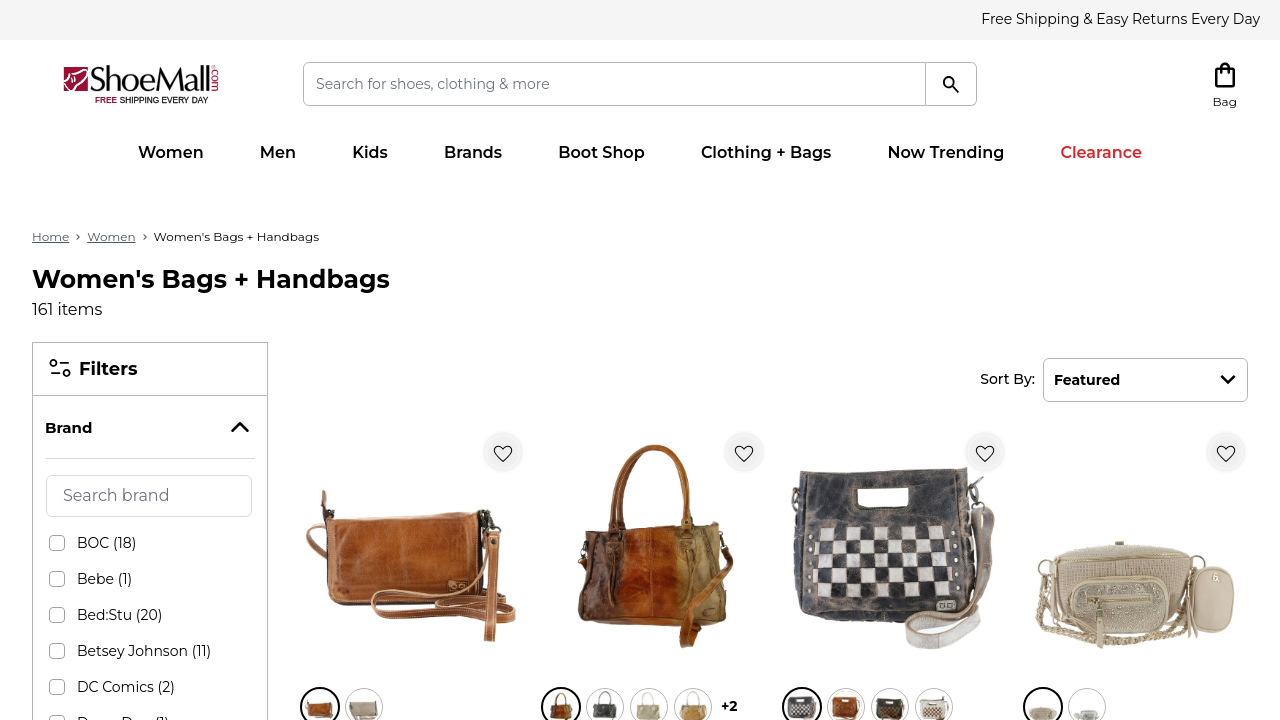 Free Shipping & Easy Returns Every Day
ShoeMall.com
FREE SHIPPING EVERY DAY
Search for shoes, clothing & more
Bag
Women Men Kids Brands Boot Shop Clothing + Bags Now Trending Clearance
Home › Women › Women's Bags + Handbags
Women's Bags + Handbags
161 items
Filters
Sort By: Featured
Brand
Search brand
BOC (18)
Bebe (1)
Bed:Stu (20)
Betsey Johnson (11)
DC Comics (2)
+2